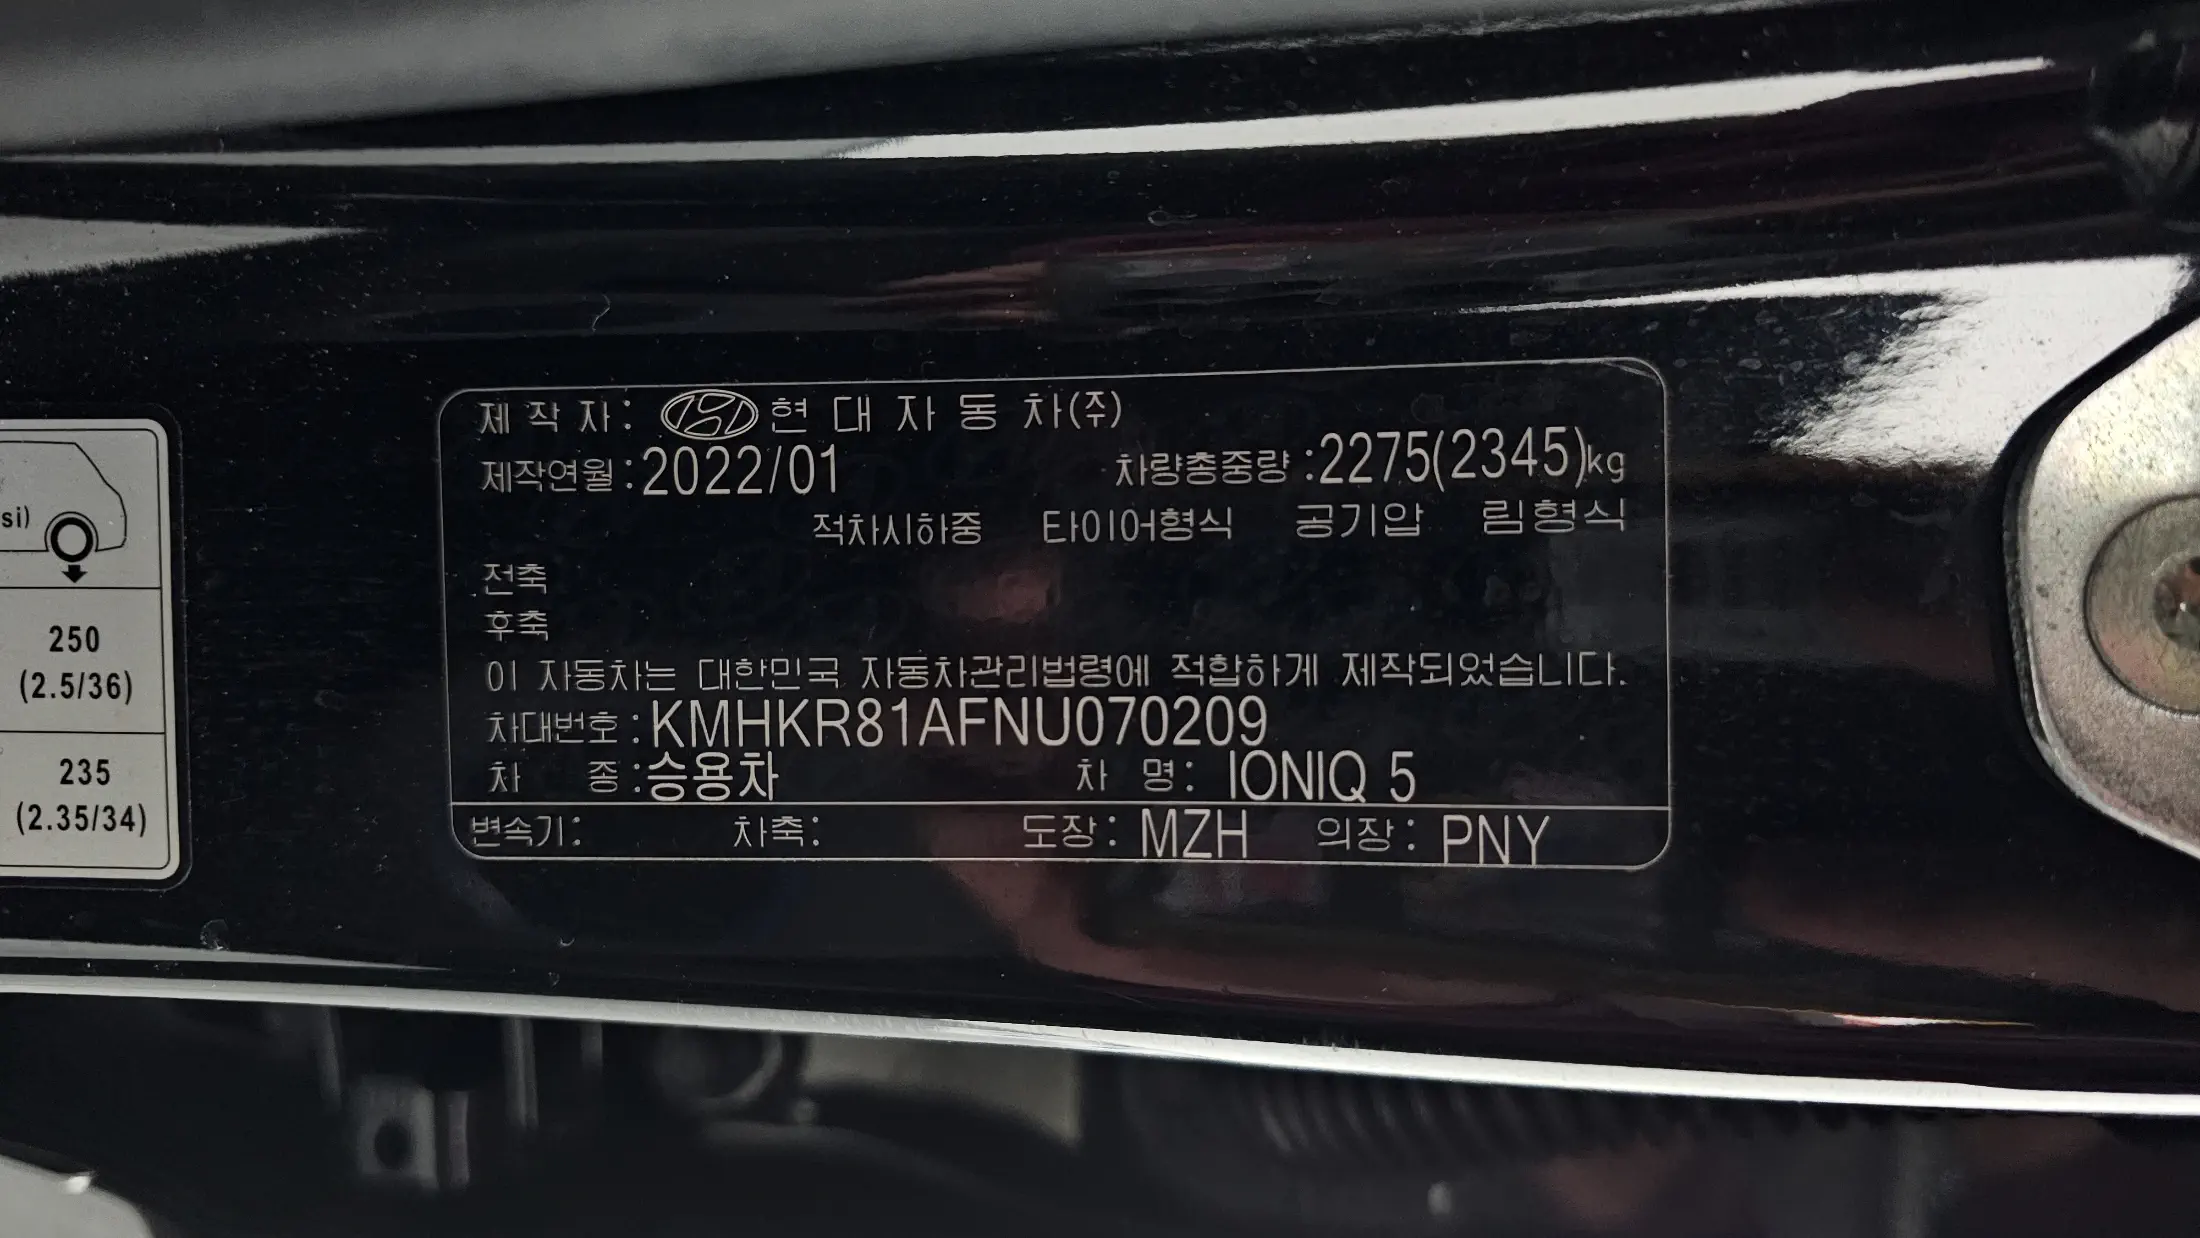 제작자: 현대자동차(주)
제작연월:2022/01 차량총중량:2275(2345)kg
적차시하중 타이어형식 공기압 림형식
전축
후축
이 자동차는 대한민국 자동차관리법령에 적합하게 제작되었습니다.
차대번호:KMHKR81AFNU070209
차 종:승용차 차 명: IONIQ 5
변속기: 차축: 도장: MZH 의장: PNY
si)
250
(2.5/36)
235
(2.35/34)